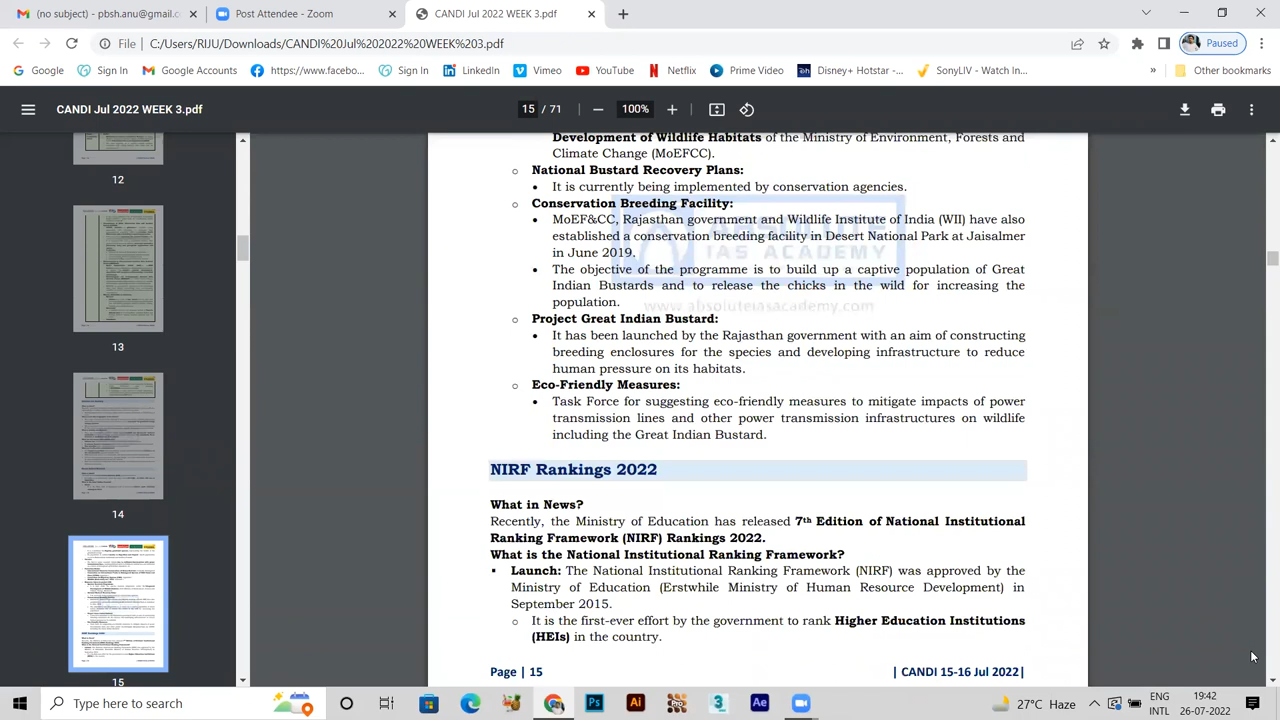 (no subject) - pbsh.anu@gmail.c
Post Attendee - Zoom
CANDI Jul 2022 WEEK 3.pdf
File
C:/Users/RIJU/Downloads/CANDI%20Jul%202022%20WEEK%203.pdf
Paused
Google
Sign In
Google Accounts
https://www.facebo...
Sign In
LinkedIn
Vimeo
YouTube
Netflix
Prime Video
Disney+ Hotstar -...
SonyLIV - Watch In...
Other bookmarks
CANDI Jul 2022 WEEK 3.pdf
15 / 71
100%
12
13
14
15
Development of Wildlife Habitats of the Ministry of Environment, Forests and
Climate Change (MoEFCC).
National Bustard Recovery Plans:
It is currently being implemented by conservation agencies.
Conservation Breeding Facility:
MoEF&CC, Rajasthan government and Wildlife Institute of India (WII) have also
established a conservation breeding facility in Desert National Park at Jaisalmer
in June 2019.
The objective of the programme is to build up a captive population of Great
Indian Bustards and to release the chicks in the wild for increasing the
population.
www.absoluteiasacademy.com
Project Great Indian Bustard:
It has been launched by the Rajasthan government with an aim of constructing
breeding enclosures for the species and developing infrastructure to reduce
human pressure on its habitats.
Eco-Friendly Measures:
Task Force for suggesting eco-friendly measures to mitigate impacts of power
transmission lines and other power transmission infrastructures on wildlife
including the Great Indian Bustard.
NIRF Rankings 2022
What in News?
Recently, the Ministry of Education has released 7th Edition of National Institutional
Ranking Framework (NIRF) Rankings 2022.
What is the National Institutional Ranking Framework?
Launch: The National Institutional Ranking Framework (NIRF) was approved by the
Ministry of Education (Erstwhile Ministry of Human Resource Development) in
September 2015.
It is the first-ever effort by the government to rank Higher Education Institutions
(HEIs) in the country.
Page | 15
| CANDI 15-16 Jul 2022|
Type here to search
27°C Haze
ENG
INTL
19:42
26-07-2022